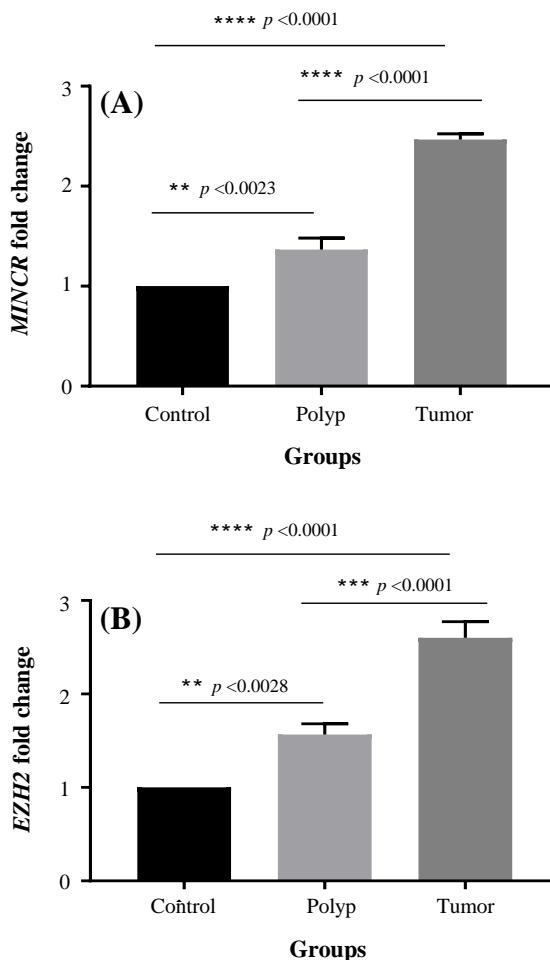 **** p <0.0001
**** p <0.0001
(A)
3
** p <0.0023
2
MINCR fold change
1
0
Control Polyp Tumor
Groups
**** p <0.0001
*** p <0.0001
(B)
3
** p <0.0028
2
EZH2 fold change
1
0
Control Polyp Tumor
Groups